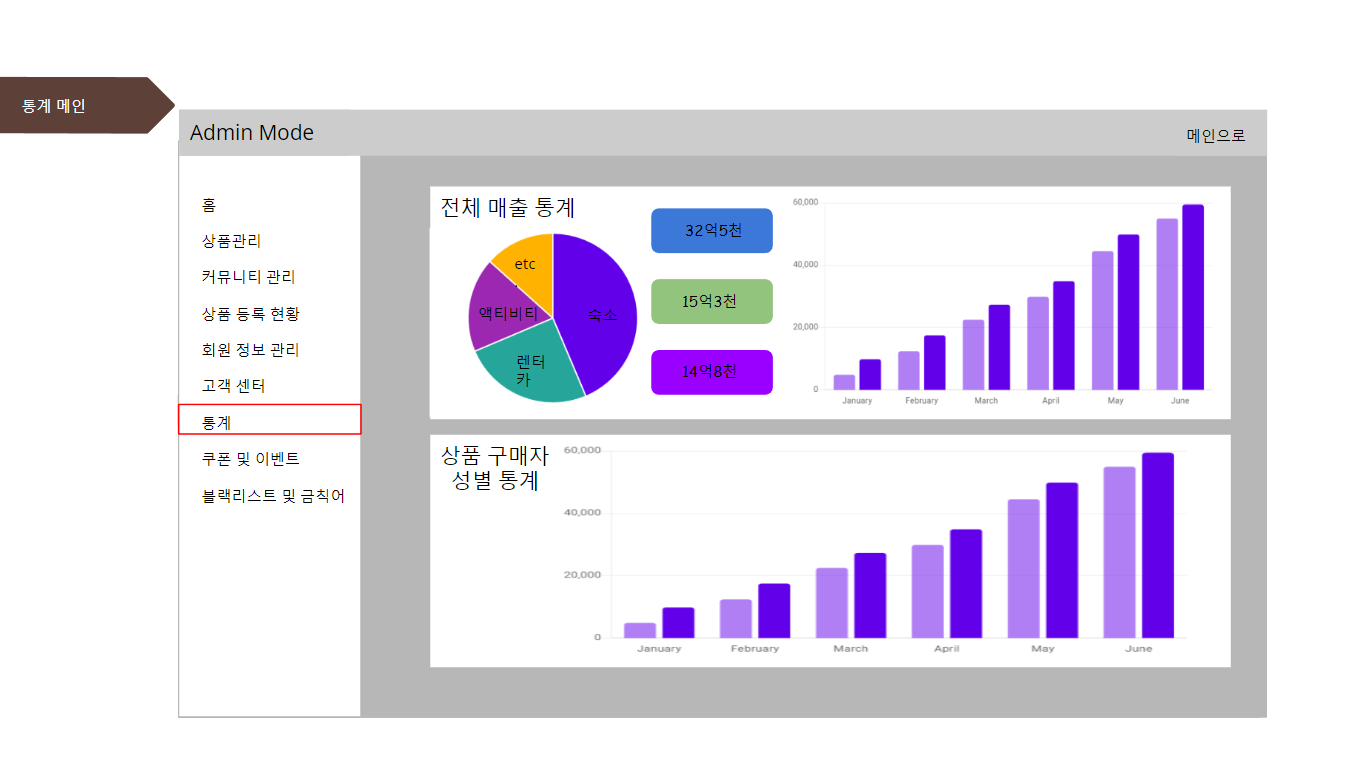 통계 메인
Admin Mode
메인으로
홈
상품관리
커뮤니티 관리
상품 등록 현황
회원 정보 관리
고객 센터
통계
쿠폰 및 이벤트
블랙리스트 및 금칙어
전체 매출 통계
etc
.
액티비티
숙소
렌터
카
32억5천
15억3천
14억8천
60,000
40,000
20,000
0
January February March April May June
상품 구매자
성별 통계
60,000
40,000
20,000
0
January February March April May June